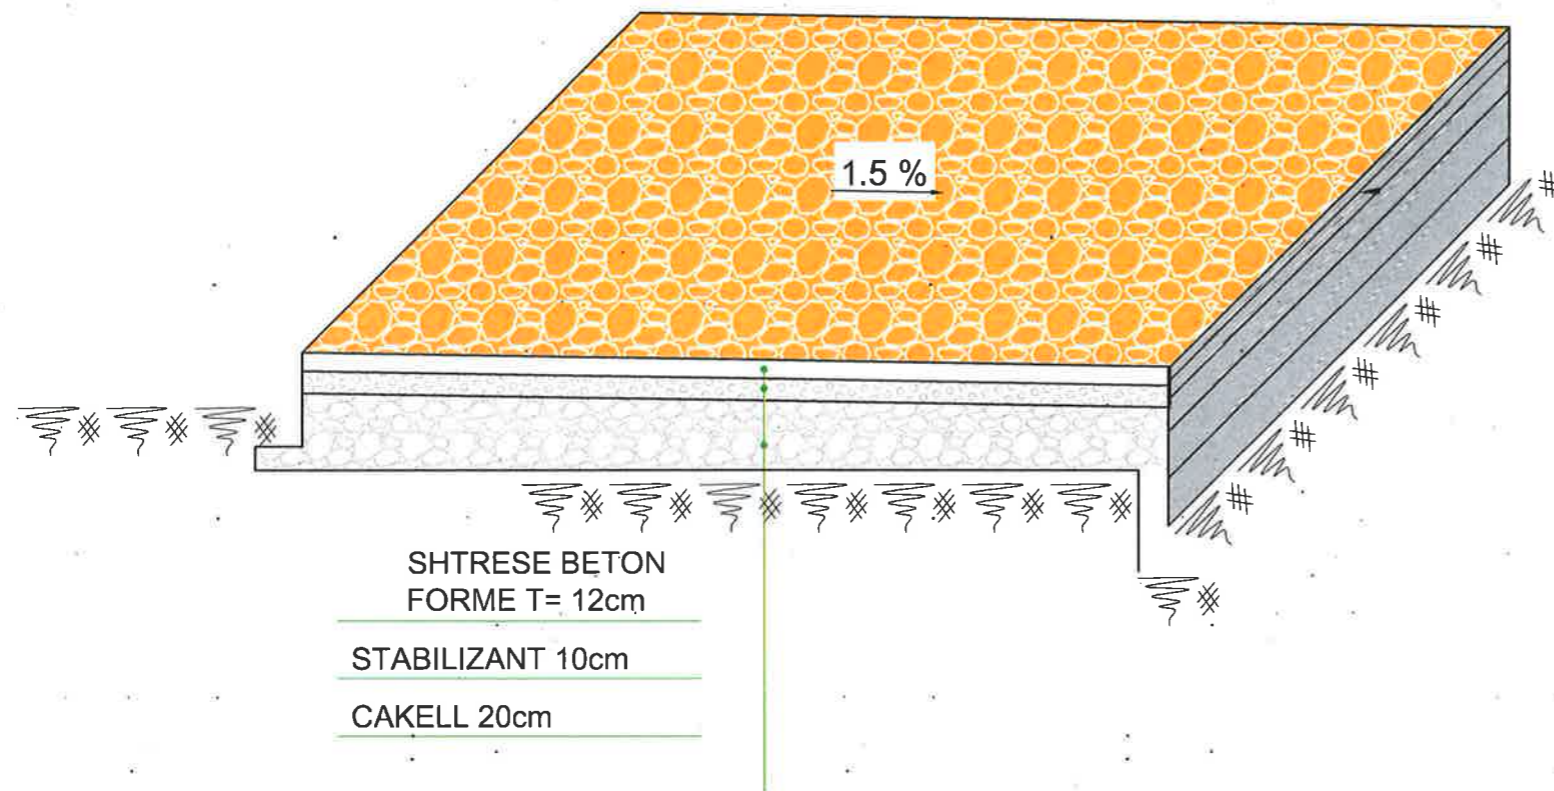 1.5 %
SHTRESE BETON
FORME T= 12cm
STABILIZANT 10cm
CAKELL 20cm